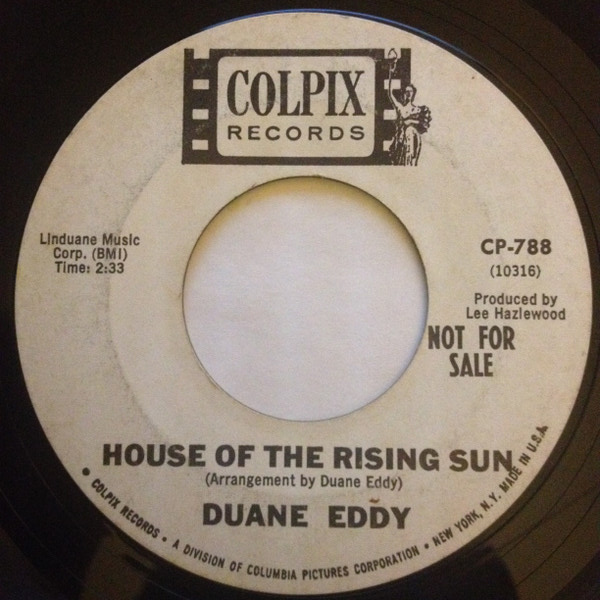 COLPIX
RECORDS
Linduane Music
Corp. (BMI)
Time: 2:33
CP-788
(10316)
Produced by
Lee Hazlewood
NOT FOR
SALE
HOUSE OF THE RISING SUN
(Arrangement by Duane Eddy)
DUANE EDDY
• COLPIX RECORDS • A DIVISION OF COLUMBIA PICTURES CORPORATION • NEW YORK, N.Y. MADE IN U.S.A.